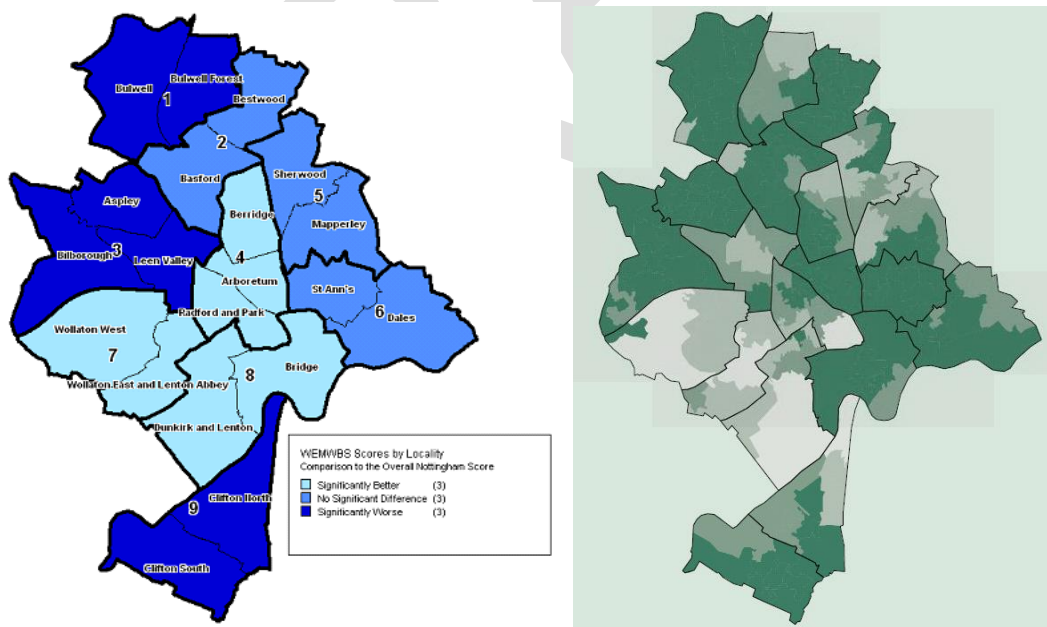 Bulwell
Bulwell Forest
1
Bestwood
2
Basford
Sherwood
5
Aspley
Berridge
Mapperley
Bilborough
3
Leen Valley
4
Arboretum
St Ann's
6
Dales
Radford and Park
Wollaton West
7
Bridge
8
Wollaton East and Lenton Abbey
Dunkirk and Lenton
WEMWBS Scores by Locality
Comparison to the Overall Nottingham Score
Significantly Better (3)
No Significant Difference (3)
Significantly Worse (3)
Clifton North
9
Clifton South